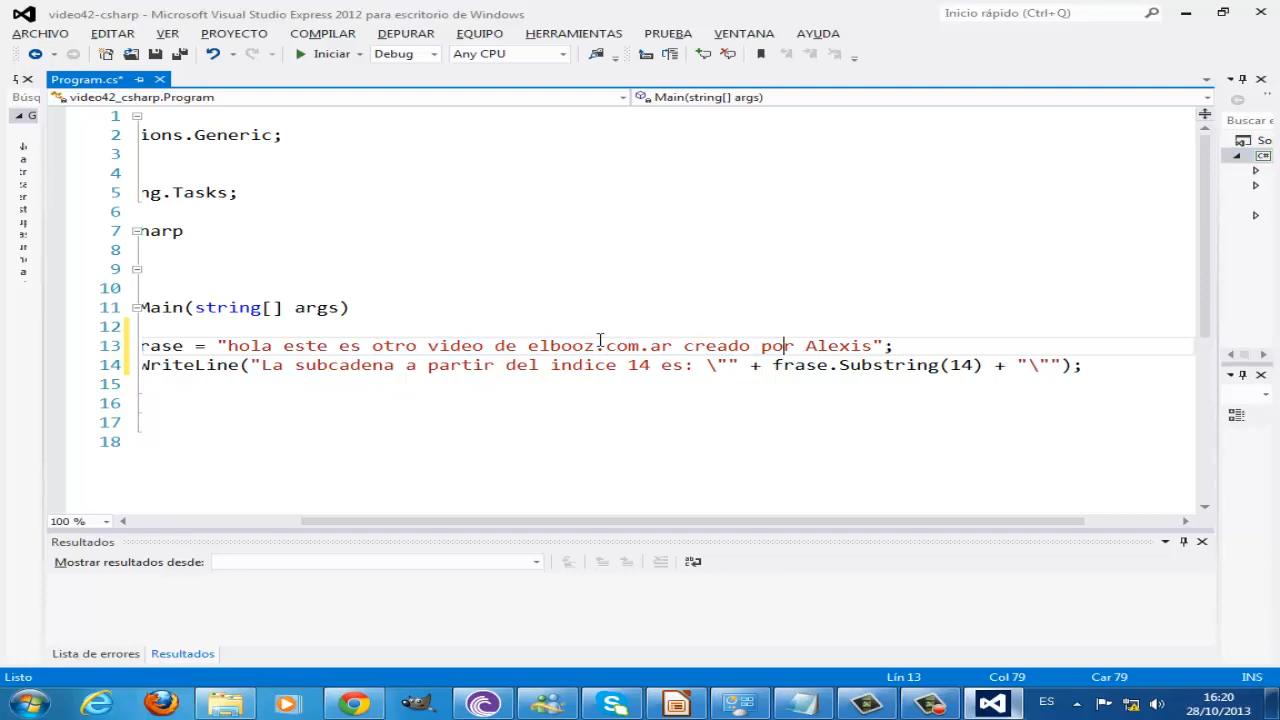 video42-csharp - Microsoft Visual Studio Express 2012 para escritorio de Windows
Inicio rápido (Ctrl+Q)
ARCHIVO EDITAR VER PROYECTO COMPILAR DEPURAR EQUIPO HERRAMIENTAS PRUEBA VENTANA AYUDA
Iniciar Debug Any CPU
Program.cs*
Búsq
video42_csharp.Program Main(string[] args)
G
Buscar e
So
C#
1
2 ions.Generic;
3
4
5 ng.Tasks;
6
7 harp
8
9
10
11 Main(string[] args)
12
13 rase = "hola este es otro video de elbooz.com.ar creado por Alexis";
14 WriteLine("La subcadena a partir del indice 14 es: \"" + frase.Substring(14) + "\"");
15
16
17
18
100 %
Resultados
Mostrar resultados desde:
Lista de errores Resultados
Listo Lín 13 Col 79 Car 79 INS
ES 16:20
28/10/2013